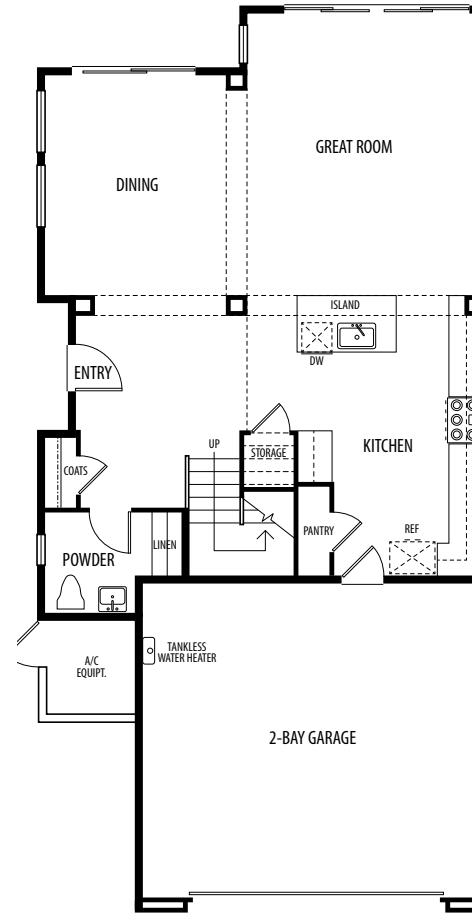 GREAT ROOM
DINING
ISLAND
DW
ENTRY
UP
KITCHEN
STORAGE
COATS
PANTRY
REF
LINEN
POWDER
TANKLESS
WATER HEATER
A/C
EQUIPT.
2-BAY GARAGE